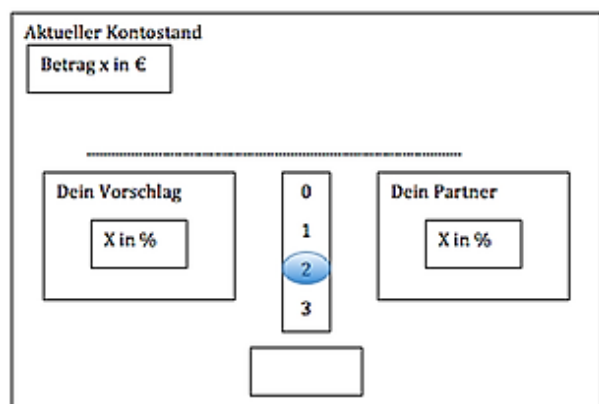 Aktueller Kontostand
Betrag x in €
Dein Vorschlag
X in %
0
1
2
3
Dein Partner
X in %